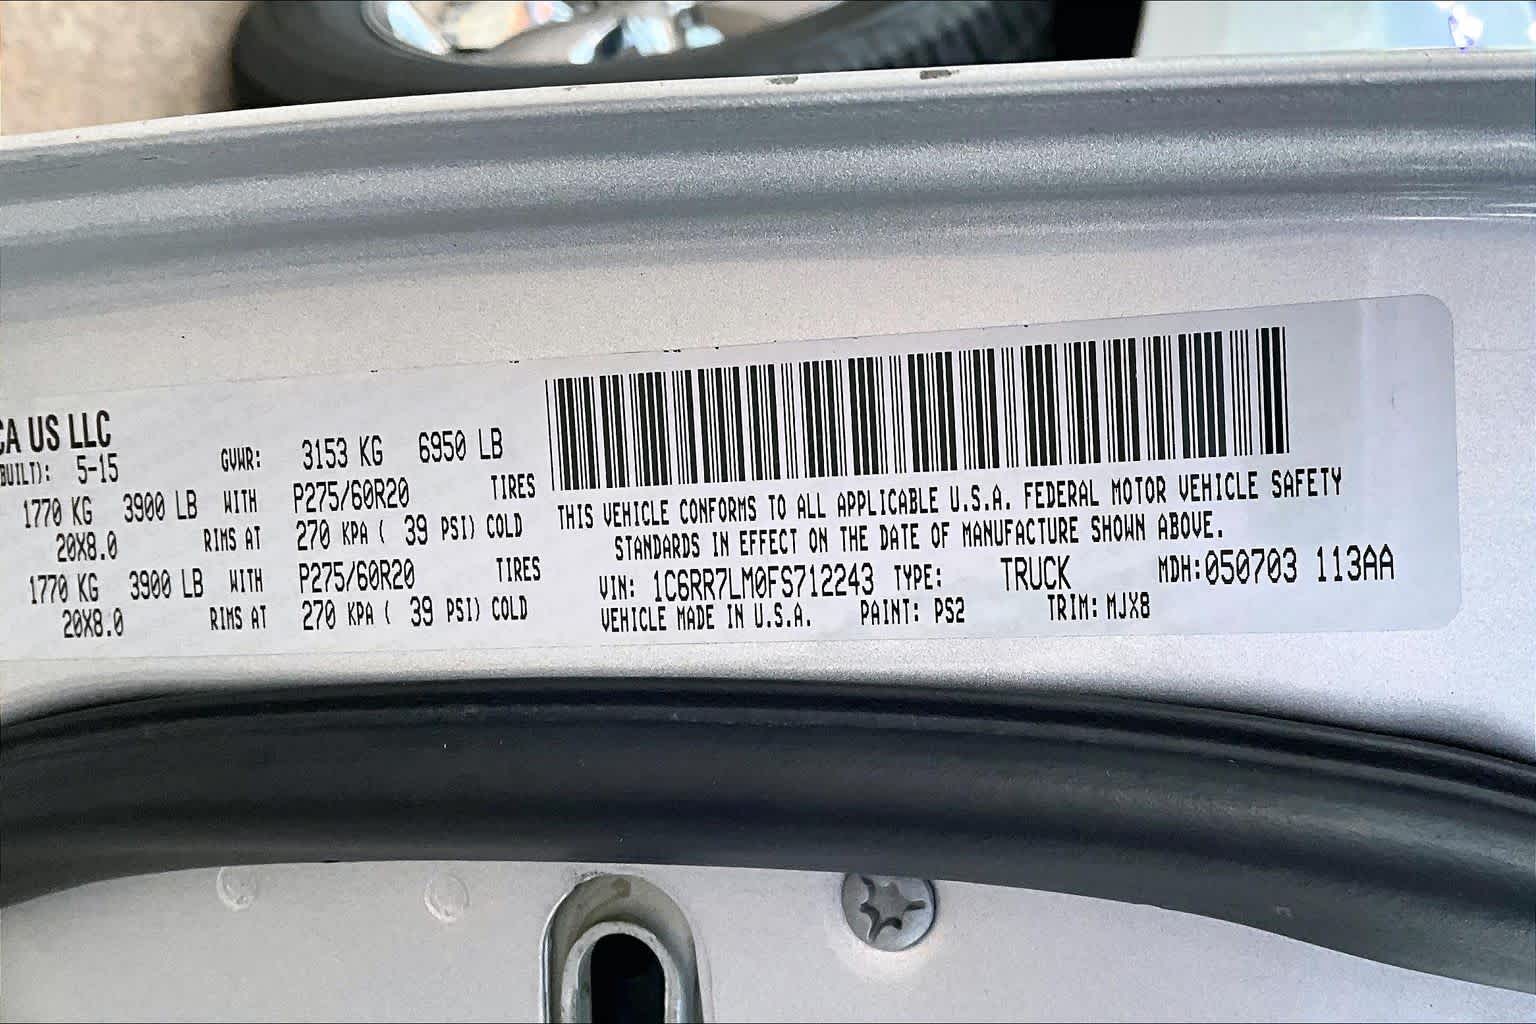 CA US LLC
BUILT): 5-15 GVWR: 3153 KG 6950 LB
1770 KG 3900 LB WITH P275/60R20 TIRES
20X8.0 RIMS AT 270 KPA ( 39 PSI) COLD
1770 KG 3900 LB WITH P275/60R20 TIRES
20X8.0 RIMS AT 270 KPA ( 39 PSI) COLD
THIS VEHICLE CONFORMS TO ALL APPLICABLE U.S.A. FEDERAL MOTOR VEHICLE SAFETY
STANDARDS IN EFFECT ON THE DATE OF MANUFACTURE SHOWN ABOVE.
VIN: 1C6RR7LM0FS712243 TYPE: TRUCK MDH:050703 113AA
VEHICLE MADE IN U.S.A. PAINT: PS2 TRIM: MJX8